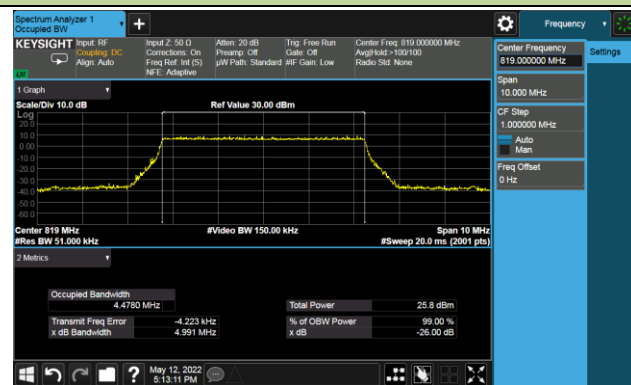 Spectrum Analyzer 1
Occupied BW
+
Frequency
KEYSIGHT Input: RF
Coupling: DC
Align: Auto
LXI
Input Z: 50 Ω
Corrections: On
Freq Ref: Int (S)
NFE: Adaptive
Atten: 20 dB
Preamp: Off
µW Path: Standard
Trig: Free Run
Gate: Off
#IF Gain: Low
Center Freq: 819.000000 MHz
Avg|Hold:>100/100
Radio Std: None
Center Frequency
819.000000 MHz
Settings
Span
10.000 MHz
CF Step
1.000000 MHz
Auto
Man
Freq Offset
0 Hz
1 Graph
Scale/Div 10.0 dB
Ref Value 30.00 dBm
Log
20.0
10.0
0.00
-10.0
-20.0
-30.0
-40.0
-50.0
-60.0
Center 819 MHz
#Video BW 150.00 kHz
Span 10 MHz
#Res BW 51.000 kHz
#Sweep 20.0 ms (2001 pts)
2 Metrics
Occupied Bandwidth
4.4780 MHz
Total Power 25.8 dBm
Transmit Freq Error -4.223 kHz
% of OBW Power 99.00 %
x dB Bandwidth 4.991 MHz
x dB -26.00 dB
?
May 12, 2022
5:13:11 PM